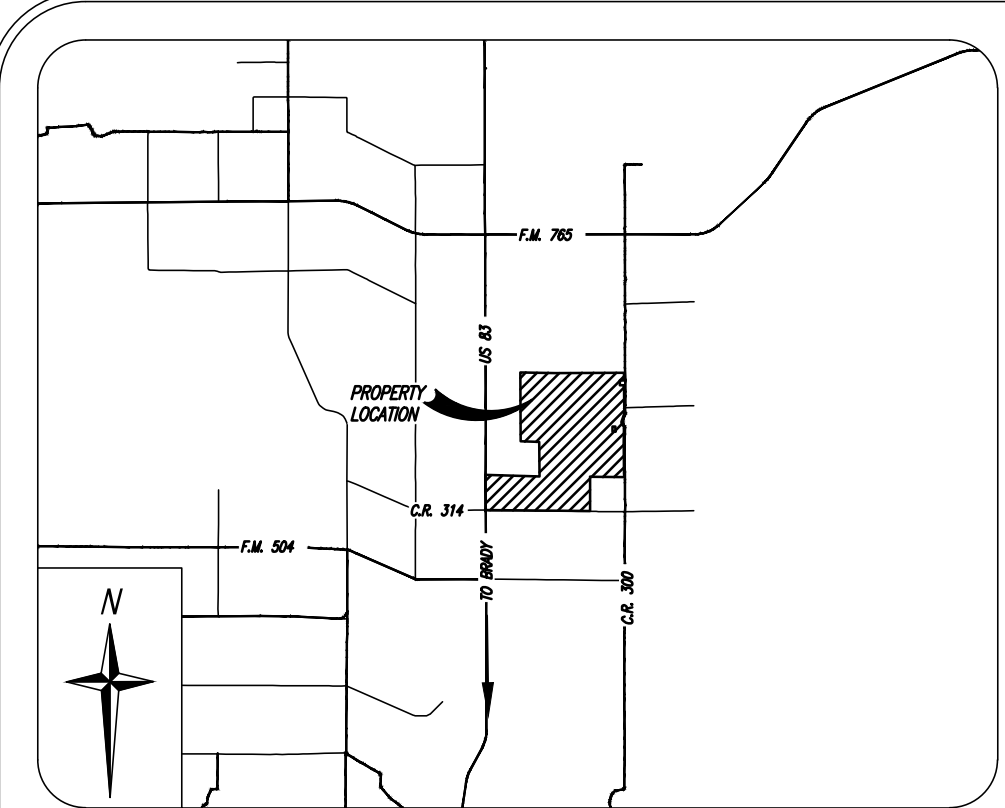 F.M. 765
US 83
PROPERTY
LOCATION
C.R. 314
F.M. 504
TO BRADY
C.R. 300
N